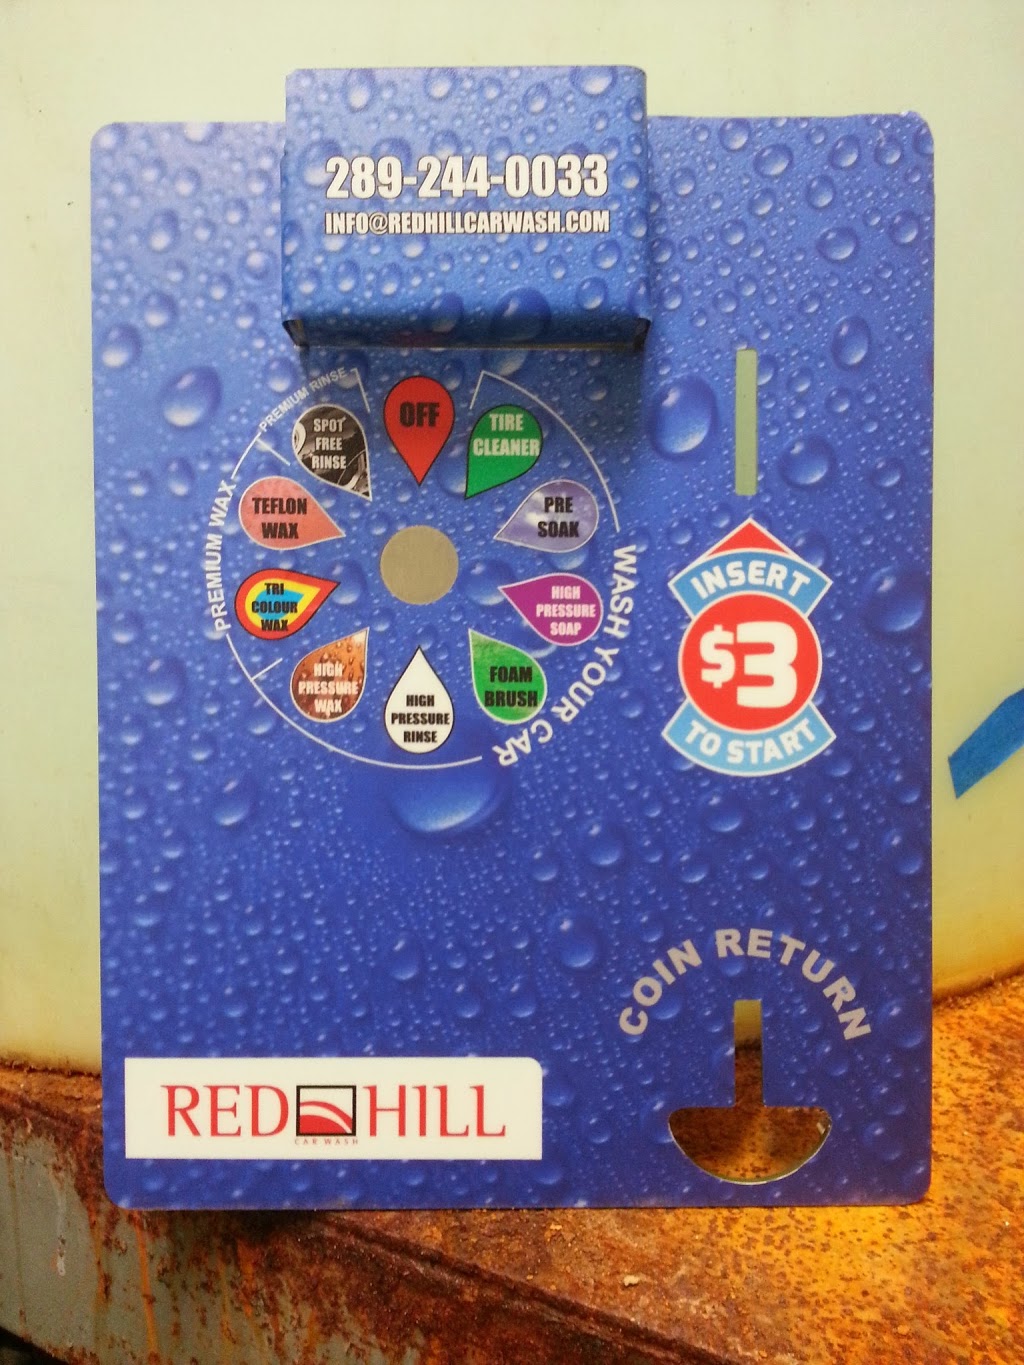 289-244-0033
INFO@REDHILLCARWASH.COM
PREMIUM RINSE
OFF
TIRE
CLEANER
SPOT
FREE
RINSE
PRE
SOAK
TEFLON
WAX
PREMIUM WAX
HIGH
PRESSURE
SOAP
TRI
COLOUR
WAX
WASH YOUR CAR
FOAM
BRUSH
HIGH
PRESSURE
WAX
HIGH
PRESSURE
RINSE
INSERT
$3
TO START
COIN RETURN
RED HILL
CAR WASH